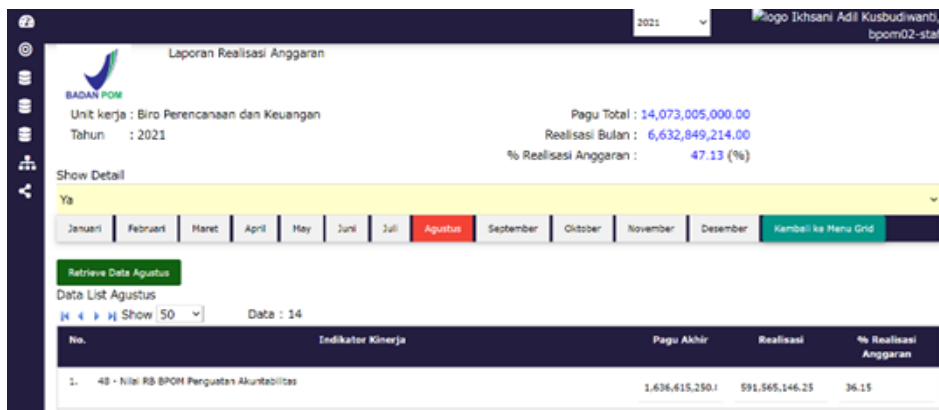 2021
logo Ikhsani Adil Kusbudiwanti,
bpom02-staf
Laporan Realisasi Anggaran
BADAN POM
Unit kerja : Biro Perencanaan dan Keuangan
Pagu Total : 14,073,005,000.00
Tahun : 2021
Realisasi Bulan : 6,632,849,214.00
% Realisasi Anggaran : 47.13 (%)
Show Detail
Ya
Januari Februari Maret April May Juni Juli Agustus September Oktober November Desember Kembali ke Menu Grid
Retrieve Data Agustus
Data List Agustus
Show 50 Data : 14
No. Indikator Kinerja Pagu Akhir Realisasi % Realisasi
Anggaran
1. 48 - Nilai RB BPOM Penguatan Akuntabilitas 1,636,615,250. 591,565,146.25 36.15